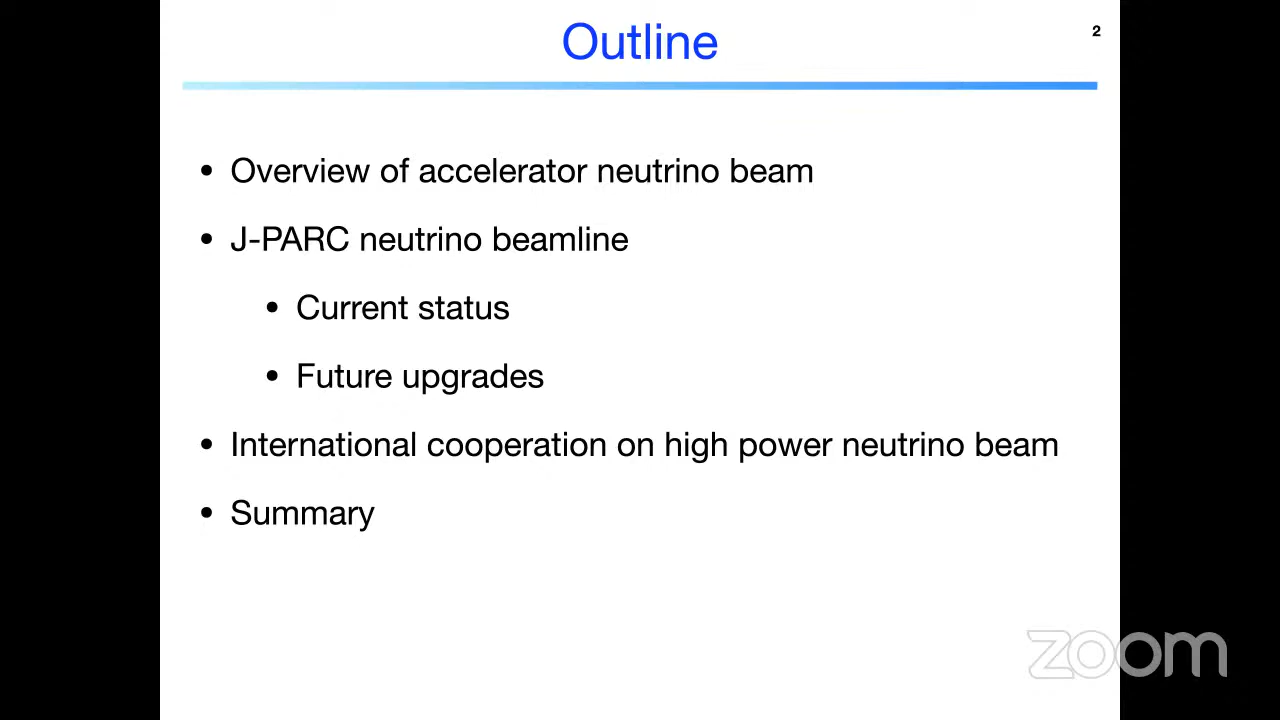 Outline
2
• Overview of accelerator neutrino beam
• J-PARC neutrino beamline
• Current status
• Future upgrades
• International cooperation on high power neutrino beam
• Summary
zoom